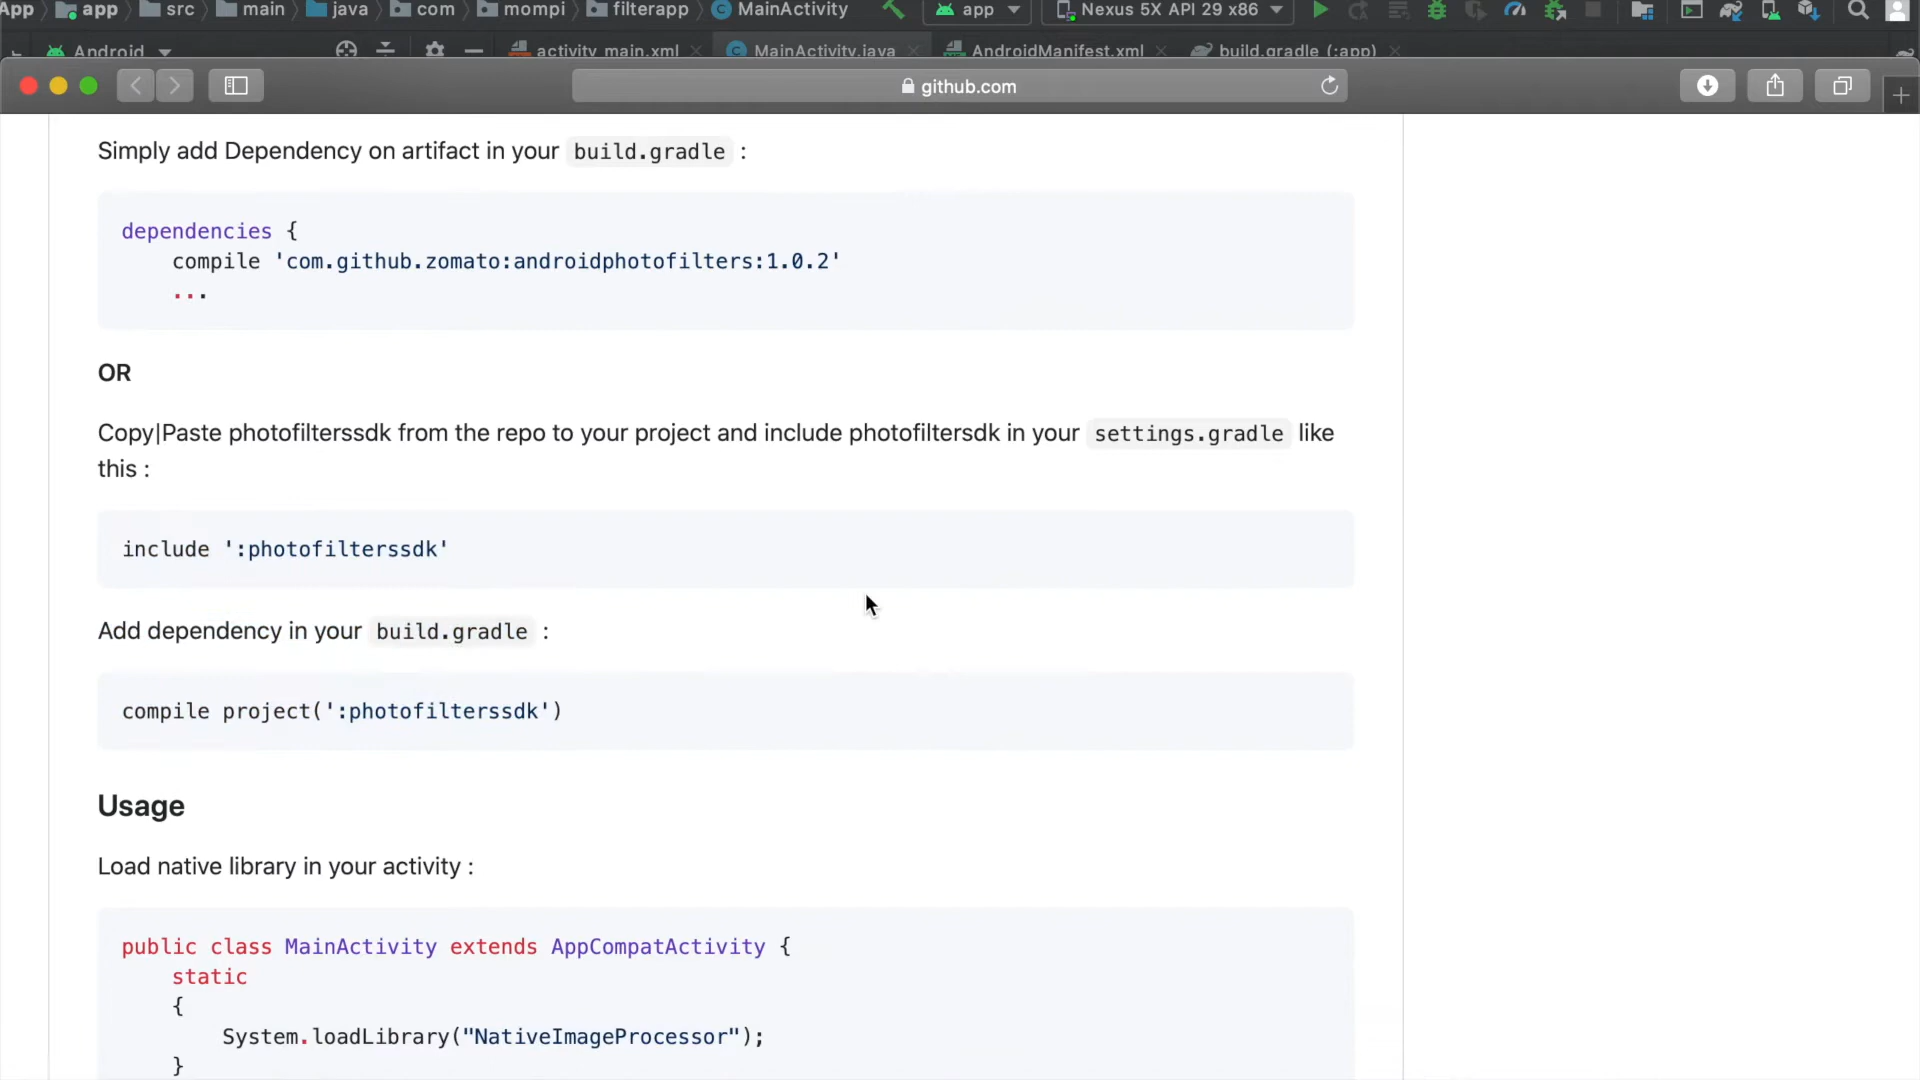 App app src main java com mompi filterapp MainActivity app Nexus 5X API 29 x86
Android activity_main.xml MainActivity.java AndroidManifest.xml build.gradle (:app)
github.com
Simply add Dependency on artifact in your build.gradle :
dependencies {
compile 'com.github.zomato:androidphotofilters:1.0.2'
...
OR
Copy|Paste photofilterssdk from the repo to your project and include photofiltersdk in your settings.gradle like
this :
include ':photofilterssdk'
Add dependency in your build.gradle :
compile project(':photofilterssdk')
Usage
Load native library in your activity :
public class MainActivity extends AppCompatActivity {
static
{
System.loadLibrary("NativeImageProcessor");
}